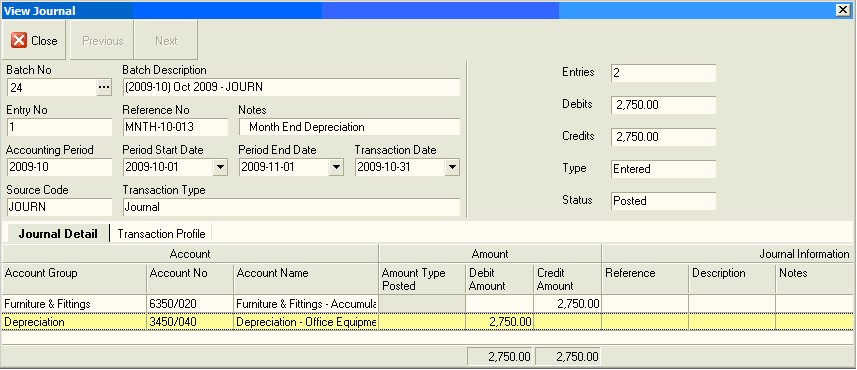 View Journal
Close Previous Next
Batch No Batch Description
24 ... (2009-10) Oct 2009 - JOURN
Entry No Reference No Notes
1 MNTH-10-013 Month End Depreciation
Accounting Period Period Start Date Period End Date Transaction Date
2009-10 2009-10-01 2009-11-01 2009-10-31
Source Code Transaction Type
JOURN Journal
Entries 2
Debits 2,750.00
Credits 2,750.00
Type Entered
Status Posted
Journal Detail Transaction Profile
Account Amount Journal Information
Account Group Account No Account Name Amount Type Posted Debit Amount Credit Amount Reference Description Notes
Furniture & Fittings 6350/020 Furniture & Fittings - Accumula 2,750.00
Depreciation 3450/040 Depreciation - Office Equipme 2,750.00
2,750.00 2,750.00